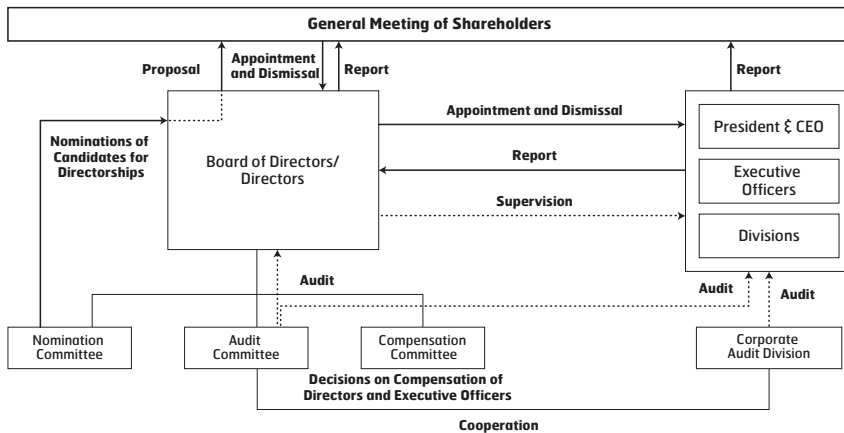 General Meeting of Shareholders
Proposal
Appointment
and Dismissal
Report
Report
Nominations of
Candidates for
Directorships
Board of Directors/
Directors
Appointment and Dismissal
Report
Supervision
President & CEO
Executive
Officers
Divisions
Audit
Audit
Audit
Nomination
Committee
Audit
Committee
Compensation
Committee
Corporate
Audit Division
Decisions on Compensation of
Directors and Executive Officers
Cooperation